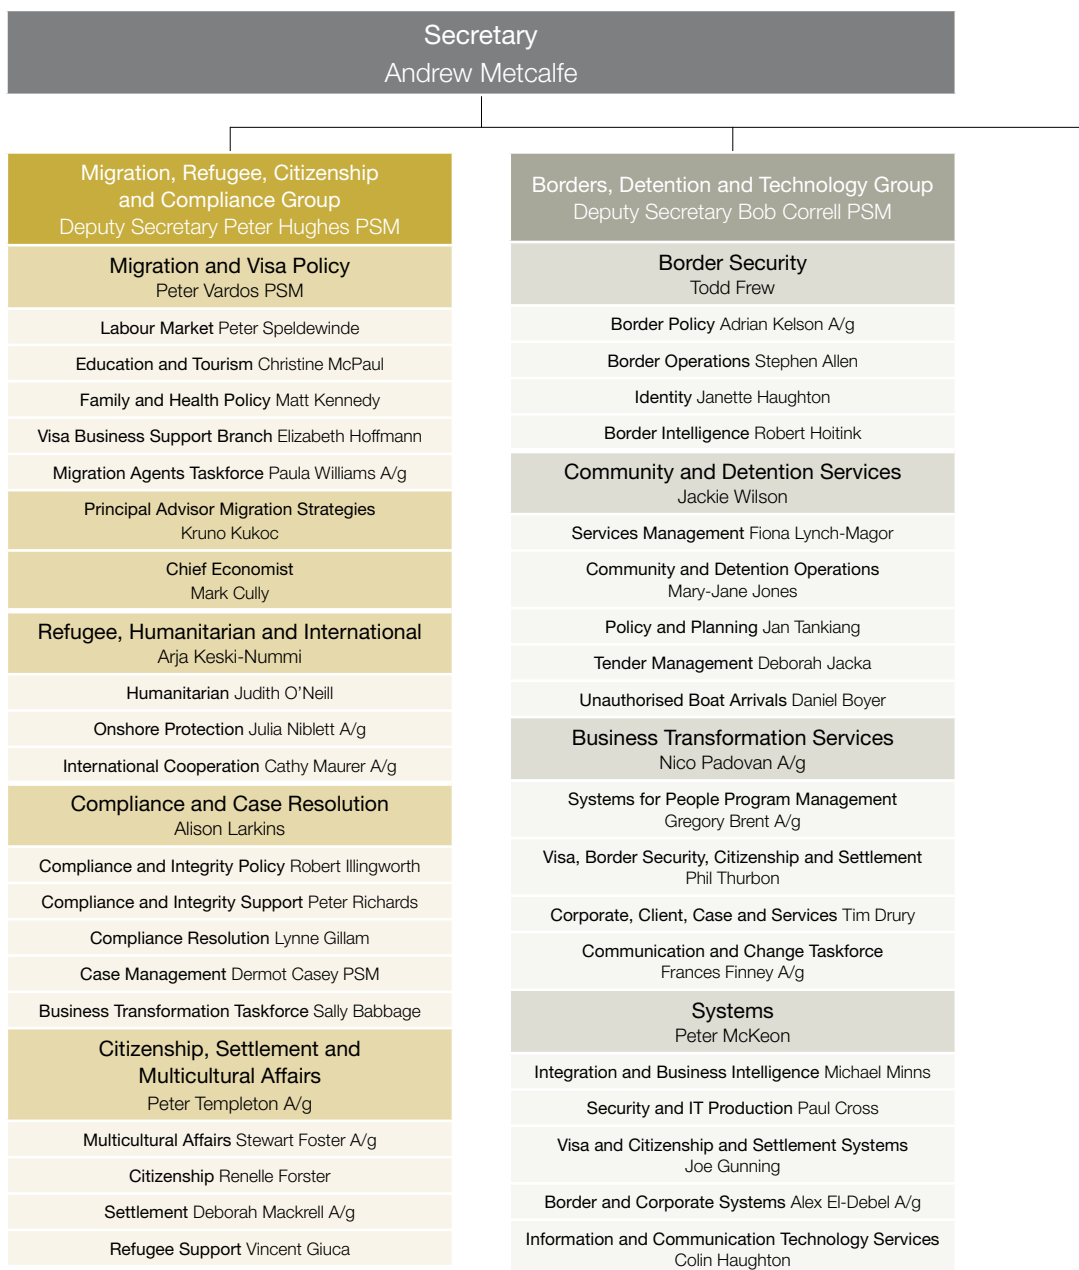 Secretary
Andrew Metcalfe
Migration, Refugee, Citizenship
and Compliance Group
Deputy Secretary Peter Hughes PSM
Migration and Visa Policy
Peter Vardos PSM
Labour Market Peter Speldewinde
Education and Tourism Christine McPaul
Family and Health Policy Matt Kennedy
Visa Business Support Branch Elizabeth Hoffmann
Migration Agents Taskforce Paula Williams A/g
Principal Advisor Migration Strategies
Kruno Kukoc
Chief Economist
Mark Cully
Refugee, Humanitarian and International
Arja Keski-Nummi
Humanitarian Judith O'Neill
Onshore Protection Julia Niblett A/g
International Cooperation Cathy Maurer A/g
Compliance and Case Resolution
Alison Larkins
Compliance and Integrity Policy Robert Illingworth
Compliance and Integrity Support Peter Richards
Compliance Resolution Lynne Gillam
Case Management Dermot Casey PSM
Business Transformation Taskforce Sally Babbage
Citizenship, Settlement and
Multicultural Affairs
Peter Templeton A/g
Multicultural Affairs Stewart Foster A/g
Citizenship Renelle Forster
Settlement Deborah Mackrell A/g
Refugee Support Vincent Giuca
Borders, Detention and Technology Group
Deputy Secretary Bob Correll PSM
Border Security
Todd Frew
Border Policy Adrian Kelson A/g
Border Operations Stephen Allen
Identity Janette Haughton
Border Intelligence Robert Hoitink
Community and Detention Services
Jackie Wilson
Services Management Fiona Lynch-Magor
Community and Detention Operations
Mary-Jane Jones
Policy and Planning Jan Tankiang
Tender Management Deborah Jacka
Unauthorised Boat Arrivals Daniel Boyer
Business Transformation Services
Nico Padovan A/g
Systems for People Program Management
Gregory Brent A/g
Visa, Border Security, Citizenship and Settlement
Phil Thurbon
Corporate, Client, Case and Services Tim Drury
Communication and Change Taskforce
Frances Finney A/g
Systems
Peter McKeon
Integration and Business Intelligence Michael Minns
Security and IT Production Paul Cross
Visa and Citizenship and Settlement Systems
Joe Gunning
Border and Corporate Systems Alex El-Debel A/g
Information and Communication Technology Services
Colin Haughton